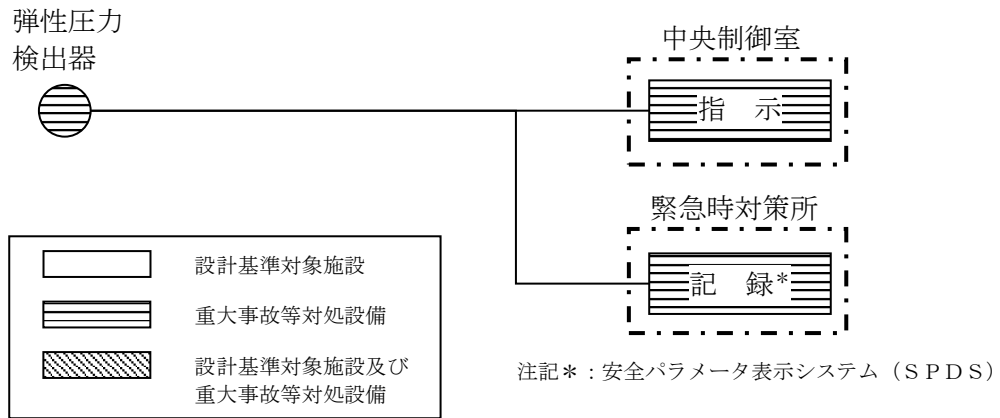 弾性圧力
検出器
中央制御室
指　示
緊急時対策所
記　録*
設計基準対象施設
重大事故等対処設備
設計基準対象施設及び
重大事故等対処設備
注記＊：安全パラメータ表示システム（ＳＰＤＳ）